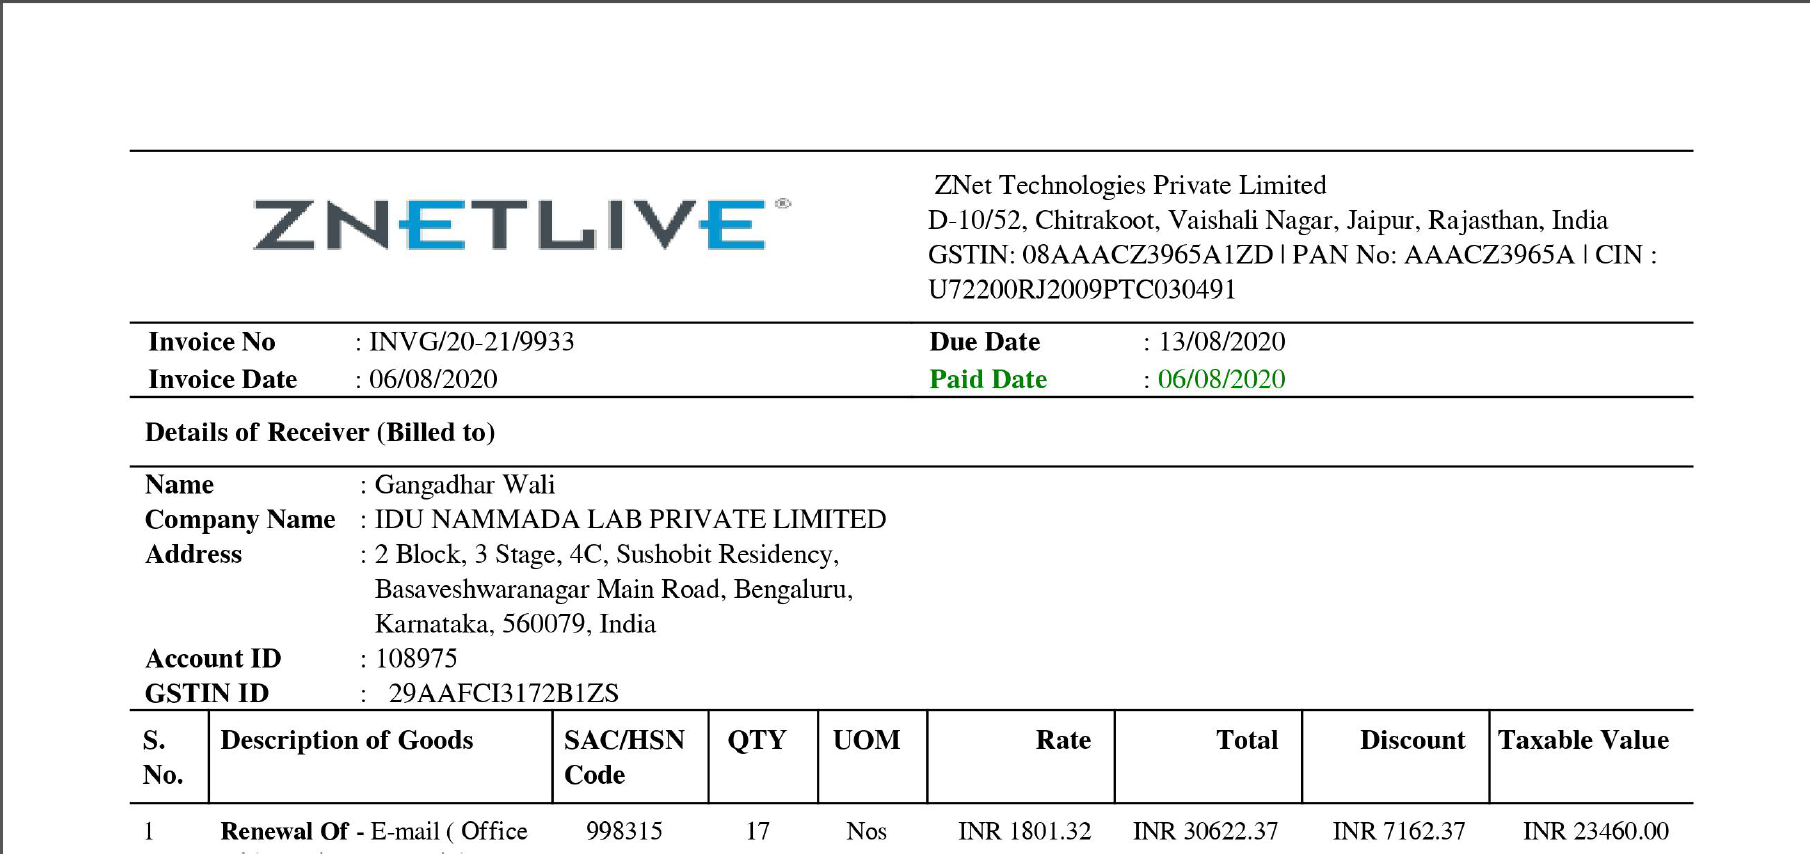 ZNETLIVE®
ZNet Technologies Private Limited
D-10/52, Chitrakoot, Vaishali Nagar, Jaipur, Rajasthan, India
GSTIN: 08AAACZ3965A1ZD | PAN No: AAACZ3965A | CIN :
U72200RJ2009PTC030491
Invoice No : INVG/20-21/9933 Due Date : 13/08/2020
Invoice Date : 06/08/2020 Paid Date : 06/08/2020
Details of Receiver (Billed to)
Name : Gangadhar Wali
Company Name : IDU NAMMADA LAB PRIVATE LIMITED
Address : 2 Block, 3 Stage, 4C, Sushobit Residency,
Basaveshwaranagar Main Road, Bengaluru,
Karnataka, 560079, India
Account ID : 108975
GSTIN ID : 29AAFCI3172B1ZS
S. Description of Goods SAC/HSN QTY UOM Rate Total Discount Taxable Value
No. Code
1 Renewal Of - E-mail ( Office 998315 17 Nos INR 1801.32 INR 30622.37 INR 7162.37 INR 23460.00